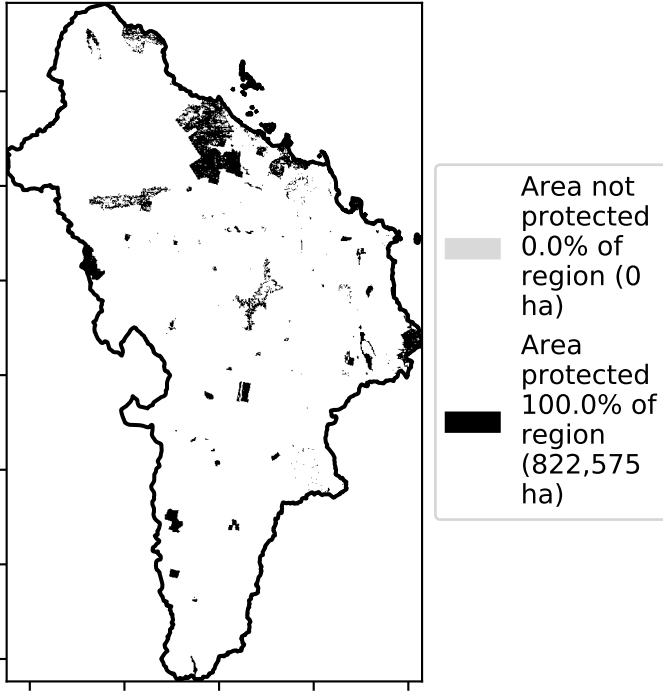 Area not
protected
0.0% of
region (0
ha)
Area
protected
100.0% of
region
(822,575
ha)